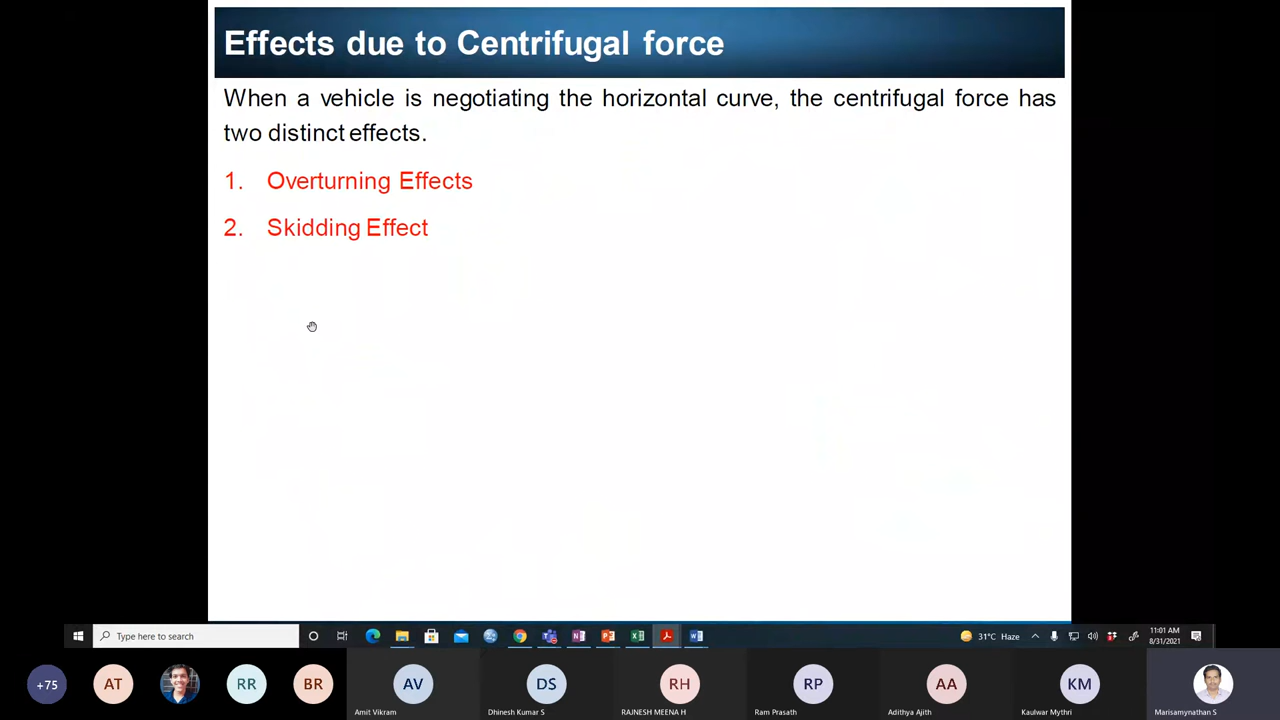 Effects due to Centrifugal force
When a vehicle is negotiating the horizontal curve, the centrifugal force has
two distinct effects.
1. Overturning Effects
2. Skidding Effect
Type here to search
31°C Haze
11:01 AM
8/31/2021
+75
AT
RR
BR
AV
DS
RH
RP
AA
KM
Amit Vikram
Dhinesh Kumar S
RAJNESH MEENA H
Ram Prasath
Adithya Ajith
Kaulwar Mythri
Marisamynathan S